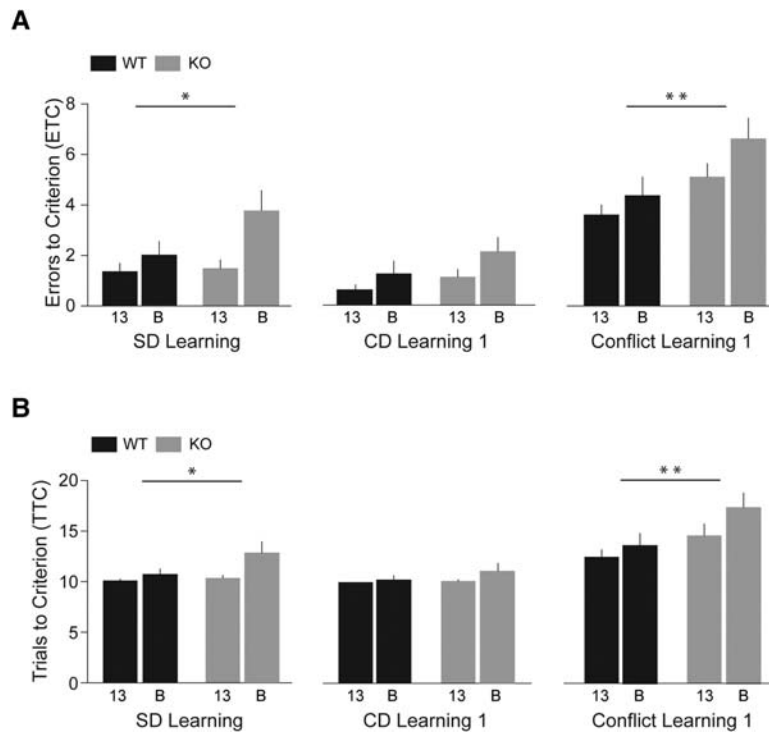 A
WT KO
Errors to Criterion (ETC)
8
6
4
2
0
*
* *
13 B 13 B
SD Learning
13 B 13 B
CD Learning 1
13 B 13 B
Conflict Learning 1
B
WT KO
Trials to Criterion (TTC)
20
15
10
5
0
*
* *
13 B 13 B
SD Learning
13 B 13 B
CD Learning 1
13 B 13 B
Conflict Learning 1